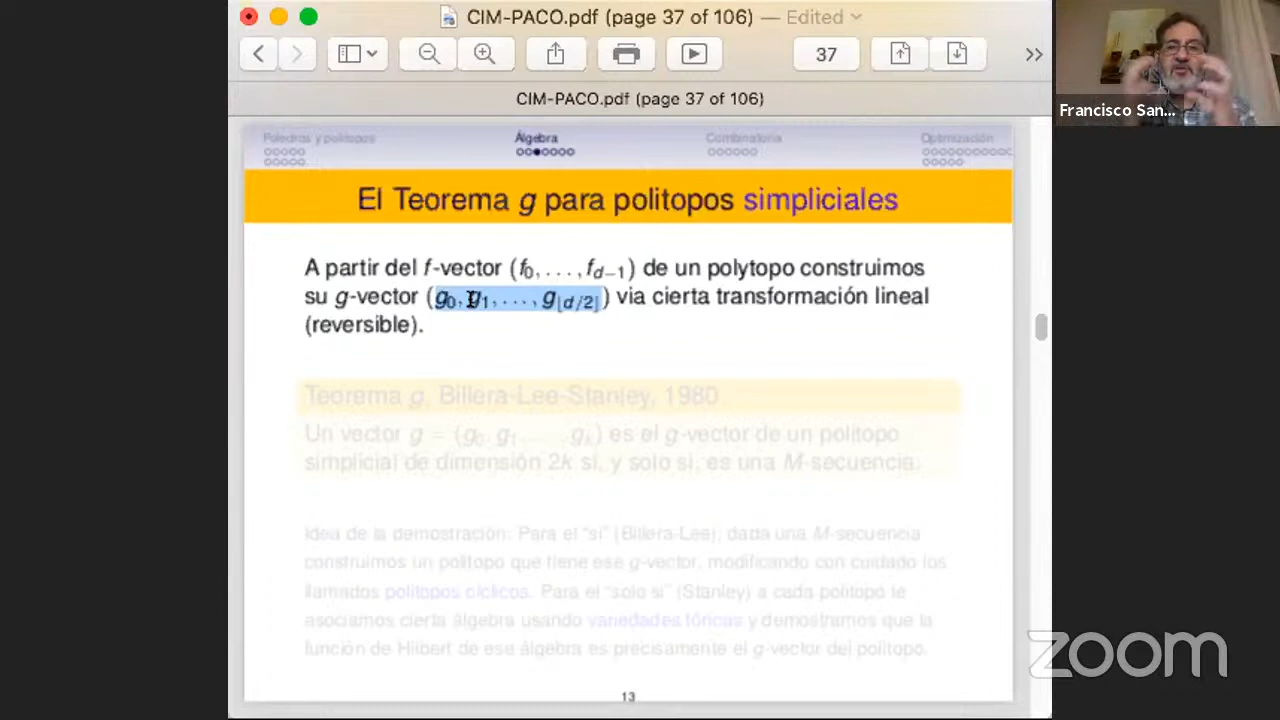 CIM-PACO.pdf (page 37 of 106) — Edited
37
CIM-PACO.pdf (page 37 of 106)
Francisco San...
Poliedros y politopos
Álgebra
Combinatoria
Optimización
El Teorema g para politopos simpliciales
A partir del f-vector (f0, . . . , fd−1) de un polytopo construimos
su g-vector (g0, g1, . . . , g⌊d/2⌋) via cierta transformación lineal
(reversible).
Teorema g, Billera-Lee-Stanley, 1980
Un vector g = (g0, g1, . . . , gk) es el g-vector de un politopo
simplicial de dimensión 2k si, y solo si, es una M-secuencia.
Idea de la demostración: Para el "si" (Billera-Lee), dada una M-secuencia
construimos un politopo que tiene ese g-vector, modificando con cuidado los
llamados politopos cíclicos. Para el "solo si" (Stanley) a cada politopo le
asociamos cierta álgebra usando variedades tóricas y demostramos que la
función de Hilbert de ese álgebra es precisamente el g-vector del politopo.
13
zoom